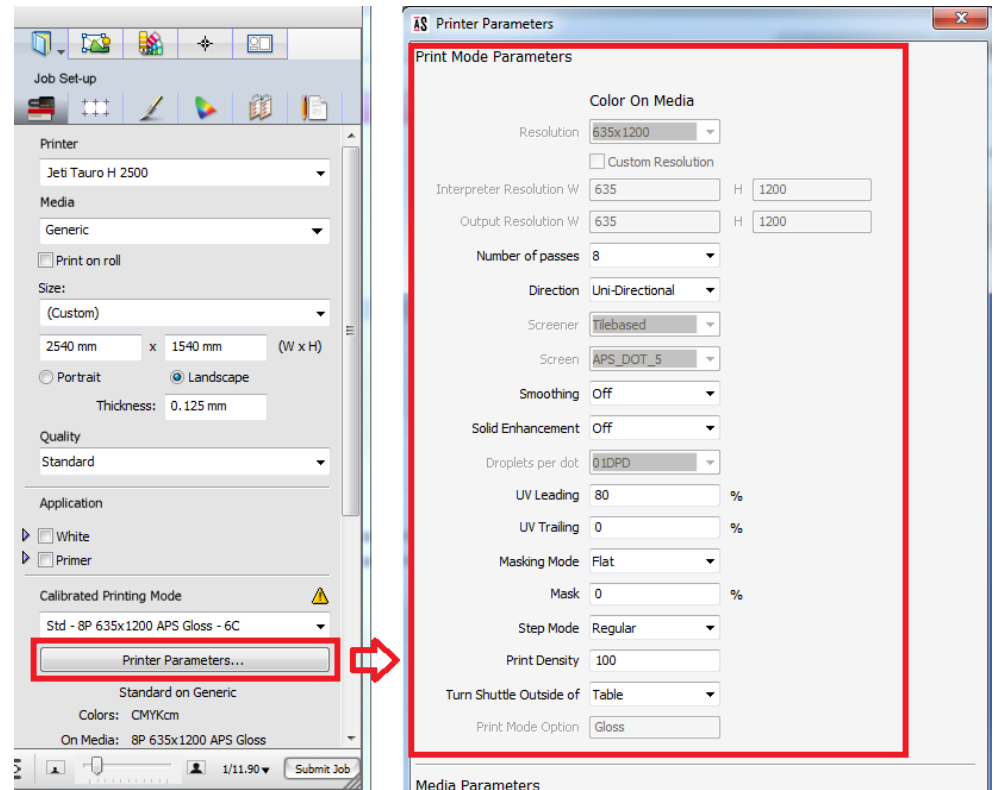 Job Set-up
Printer
Jeti Tauro H 2500
Media
Generic
Print on roll
Size:
(Custom)
2540 mm x 1540 mm (W x H)
Portrait Landscape
Thickness: 0.125 mm
Quality
Standard
Application
White
Primer
Calibrated Printing Mode
Std - 8P 635x1200 APS Gloss - 6C
Printer Parameters...
Standard on Generic
Colors: CMYKcm
On Media: 8P 635x1200 APS Gloss
1/11.90 Submit Job
AS Printer Parameters
Print Mode Parameters
Color On Media
Resolution 635x1200
Custom Resolution
Interpreter Resolution W 635 H 1200
Output Resolution W 635 H 1200
Number of passes 8
Direction Uni-Directional
Screener Tilebased
Screen APS_DOT_5
Smoothing Off
Solid Enhancement Off
Droplets per dot 01DPD
UV Leading 80 %
UV Trailing 0 %
Masking Mode Flat
Mask 0 %
Step Mode Regular
Print Density 100
Turn Shuttle Outside of Table
Print Mode Option Gloss
Media Parameters